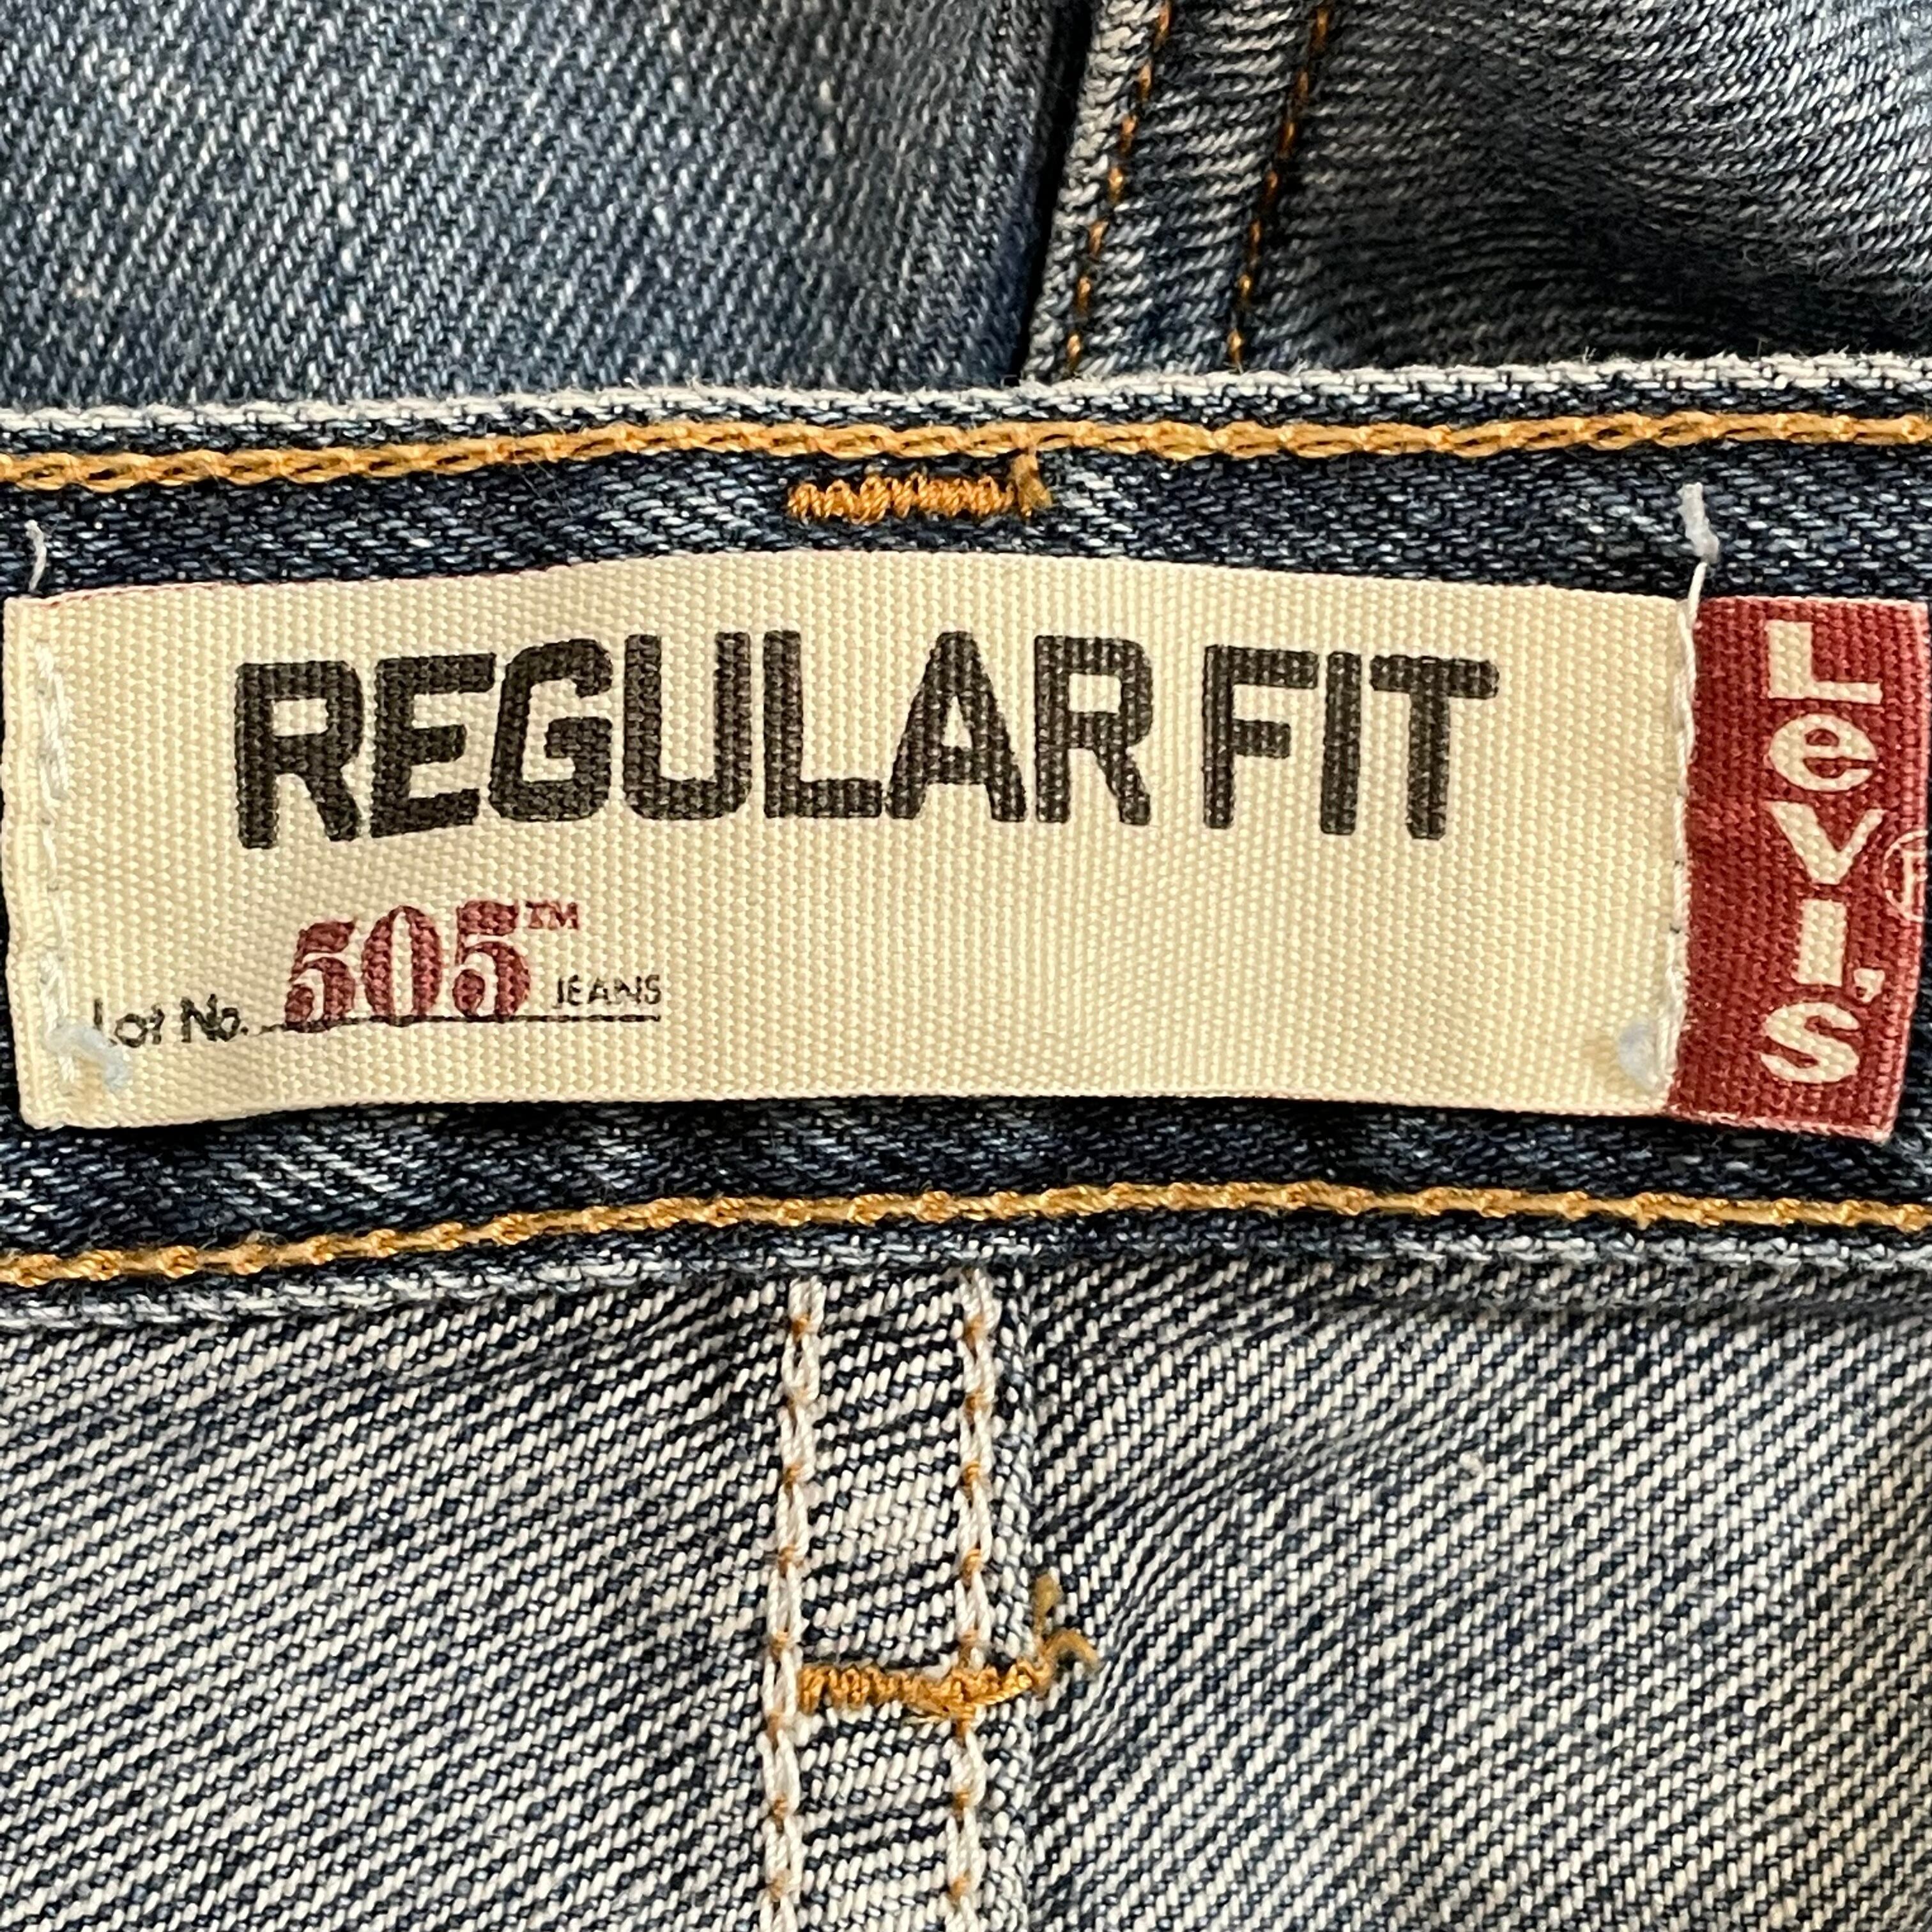 REGULAR FIT
Lot No. 505™ JEANS
LeVI'S ®